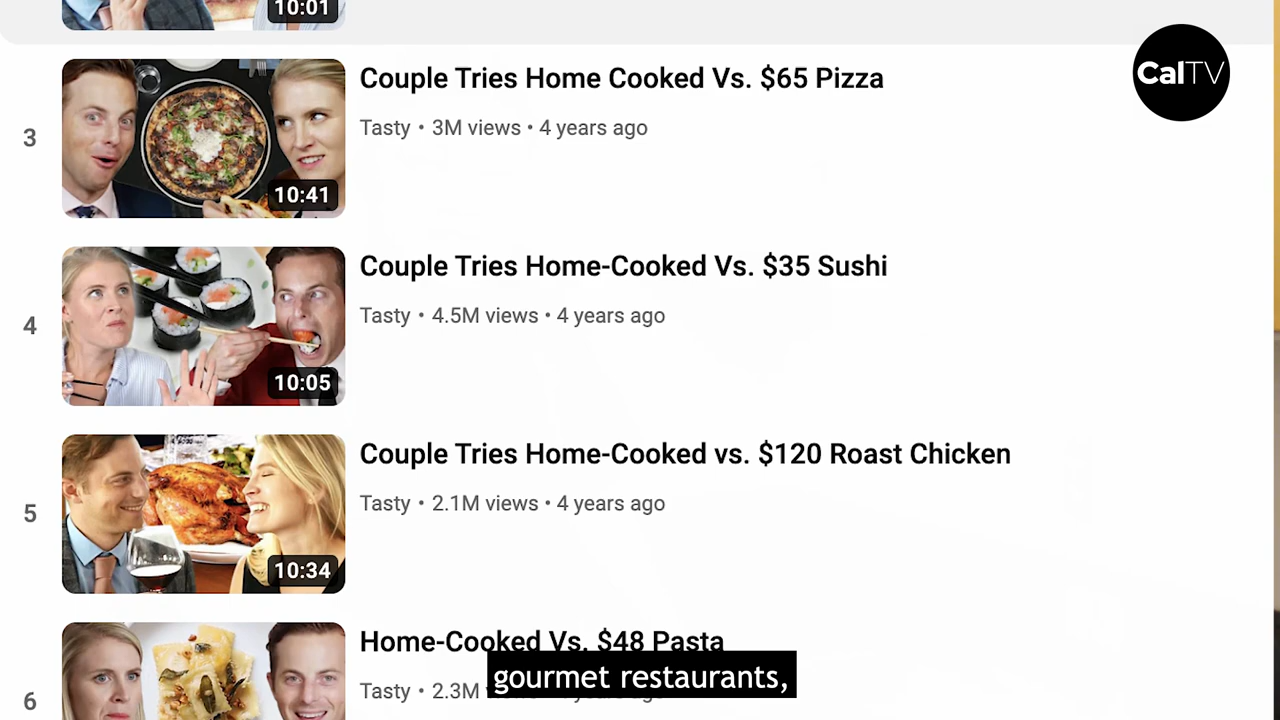 10:01
CalTV
3
Couple Tries Home Cooked Vs. $65 Pizza
Tasty • 3M views • 4 years ago
10:41
4
Couple Tries Home-Cooked Vs. $35 Sushi
Tasty • 4.5M views • 4 years ago
10:05
5
Couple Tries Home-Cooked vs. $120 Roast Chicken
Tasty • 2.1M views • 4 years ago
10:34
6
Home-Cooked Vs. $48 Pasta
Tasty • 2.3M
gourmet restaurants,